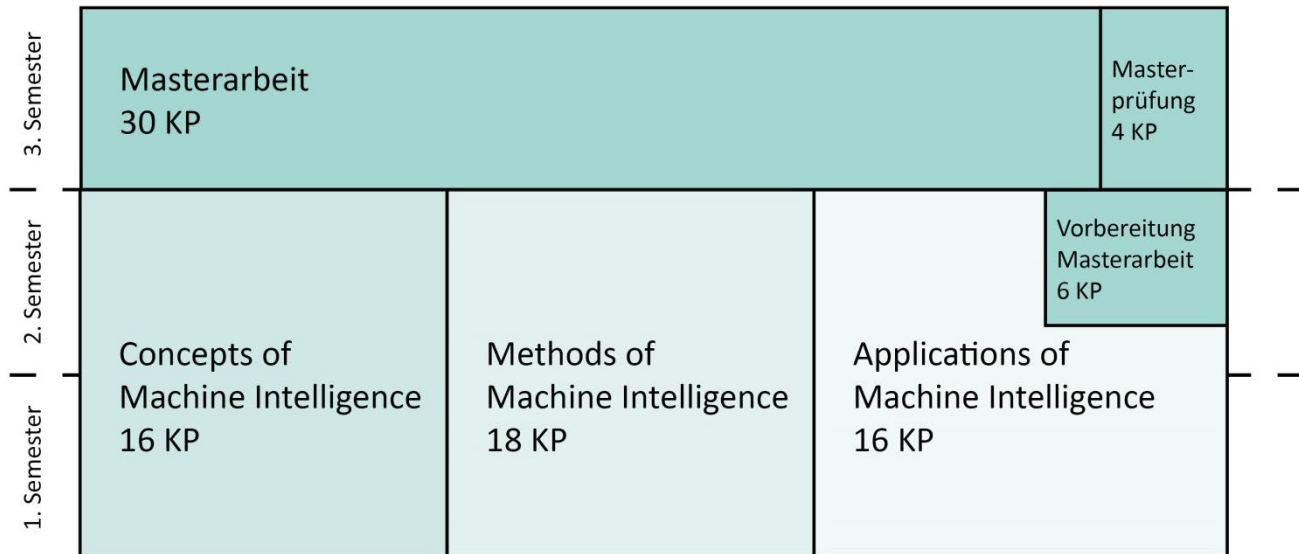 3. Semester
Masterarbeit
30 KP
Master-
prüfung
4 KP
2. Semester
Vorbereitung
Masterarbeit
6 KP
1. Semester
Concepts of
Machine Intelligence
16 KP
Methods of
Machine Intelligence
18 KP
Applications of
Machine Intelligence
16 KP